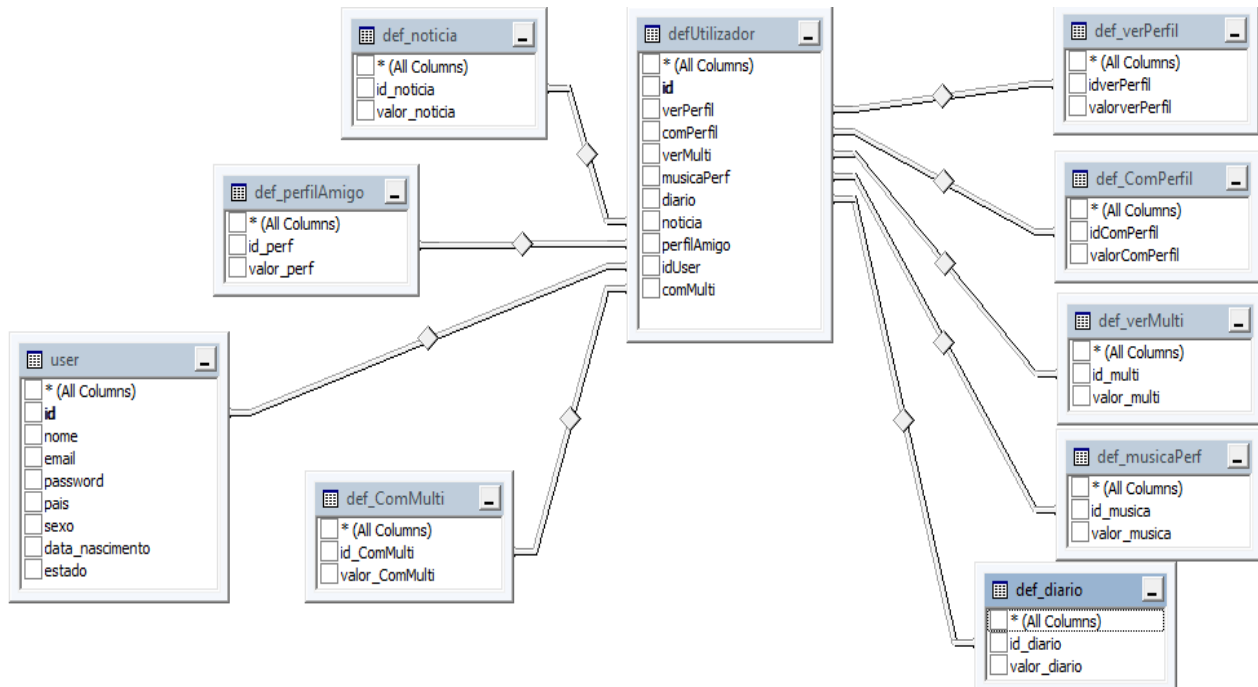 def_noticia
* (All Columns)
id_noticia
valor_noticia
defUtilizador
* (All Columns)
id
verPerfil
comPerfil
verMulti
musicaPerf
diario
noticia
perfilAmigo
idUser
comMulti
def_verPerfil
* (All Columns)
idverPerfil
valorverPerfil
def_perfilAmigo
* (All Columns)
id_perf
valor_perf
def_ComPerfil
* (All Columns)
idComPerfil
valorComPerfil
user
* (All Columns)
id
nome
email
password
pais
sexo
data_nascimento
estado
def_verMulti
* (All Columns)
id_multi
valor_multi
def_ComMulti
* (All Columns)
id_ComMulti
valor_ComMulti
def_musicaPerf
* (All Columns)
id_musica
valor_musica
def_diario
* (All Columns)
id_diario
valor_diario